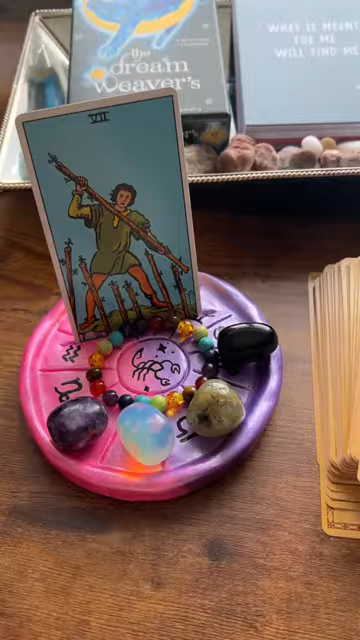 the
dream
weaver's
WHAT IS MEANT
FOR ME
WILL FIND ME
VII